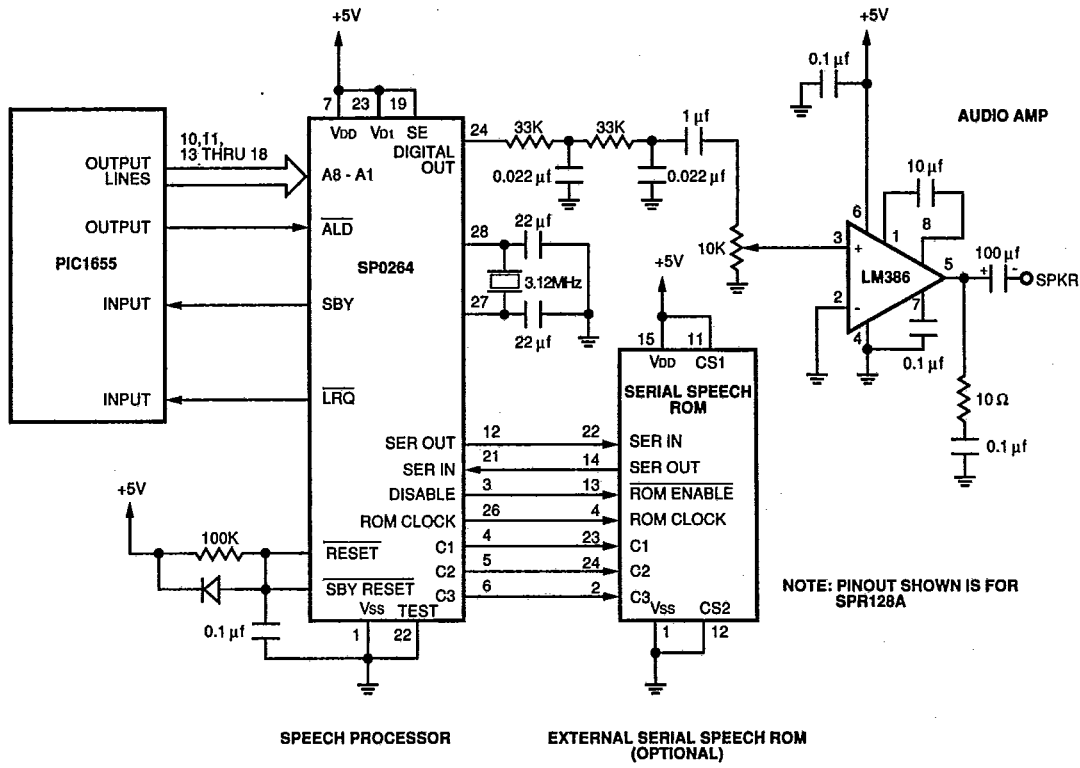 +5V
+5V
0.1 µf
7 23 19
24
33K 33K 1 µf
AUDIO AMP
VDD VD1 SE
DIGITAL
OUT
10, 11,
13 THRU 18
OUTPUT
LINES
A8 - A1
0.022 µf 0.022 µf
10 µf
OUTPUT
ALD
28
22 µf
10K
6
1
8
3
+
LM386
5
100 µf
+ -
SPKR
PIC1655
SP0264
3.12MHz
+5V
INPUT
SBY
27
22 µf
2
-
7
4
0.1 µf
15 11
VDD CS1
INPUT
LRQ
SERIAL SPEECH
ROM
10 Ω
0.1 µf
SER OUT 12 22 SER IN
SER IN 21 14 SER OUT
DISABLE 3 13 ROM ENABLE
ROM CLOCK 26 4 ROM CLOCK
C1 4 23 C1
C2 5 24 C2
C3 6 2 C3
+5V
100K
RESET
SBY RESET
VSS TEST
0.1 µf
1 22
VSS CS2
1 12
NOTE: PINOUT SHOWN IS FOR
SPR128A
SPEECH PROCESSOR
EXTERNAL SERIAL SPEECH ROM
(OPTIONAL)